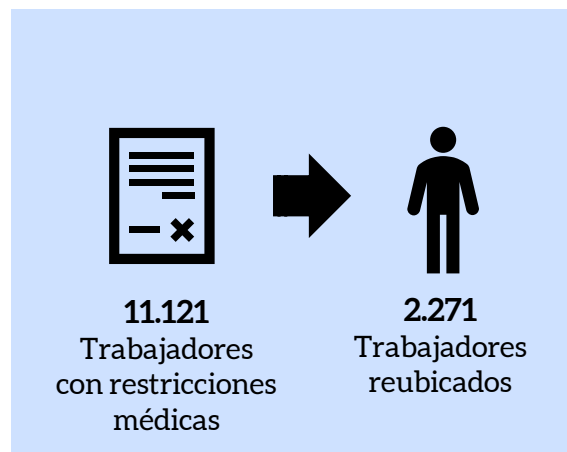 11.121
Trabajadores
con restricciones
médicas
2.271
Trabajadores
reubicados